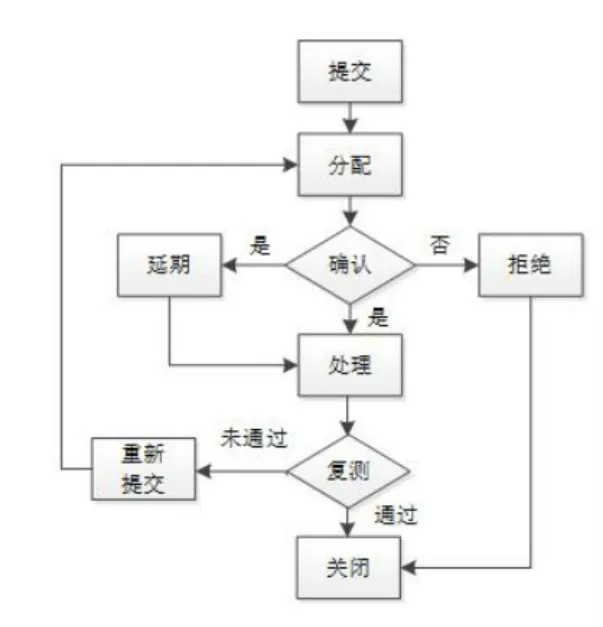 提交
分配
是
否
延期
确认
拒绝
是
处理
未通过
重新
提交
复测
通过
关闭